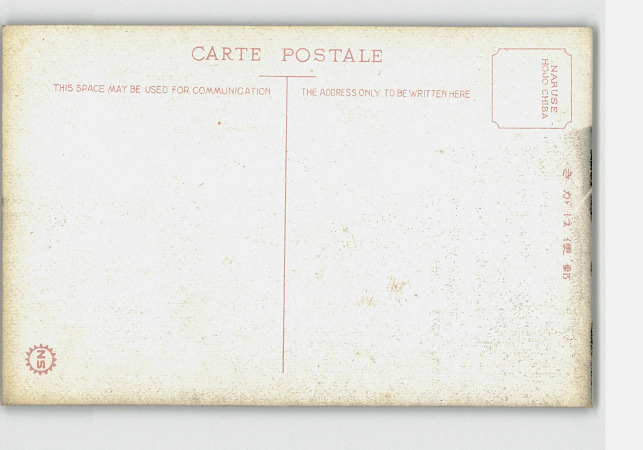 CARTE POSTALE
THIS SPACE MAY BE USED FOR COMMUNICATION
THE ADDRESS ONLY TO BE WRITTEN HERE
NARUSE
HOJO CHIBA
きがは便郵
NS